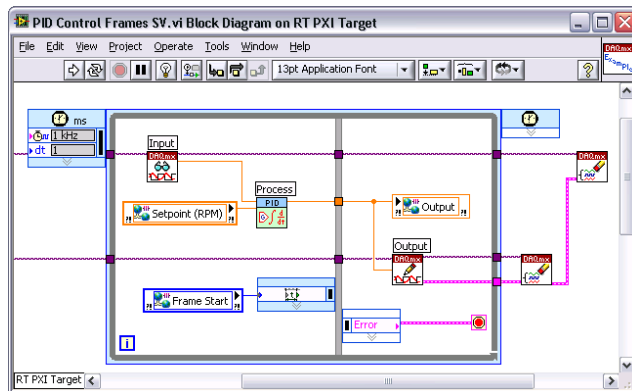 PID Control Frames SV.vi Block Diagram on RT PXI Target
File Edit View Project Operate Tools Window Help
DAQmx
Example
13pt Application Font
ms
1 kHz
dt 1
Input
DAQmx
Process
PID
Setpoint (RPM)
Output
Output
DAQmx
DAQmx
DAQmx
Frame Start
t
Error
i
RT PXI Target